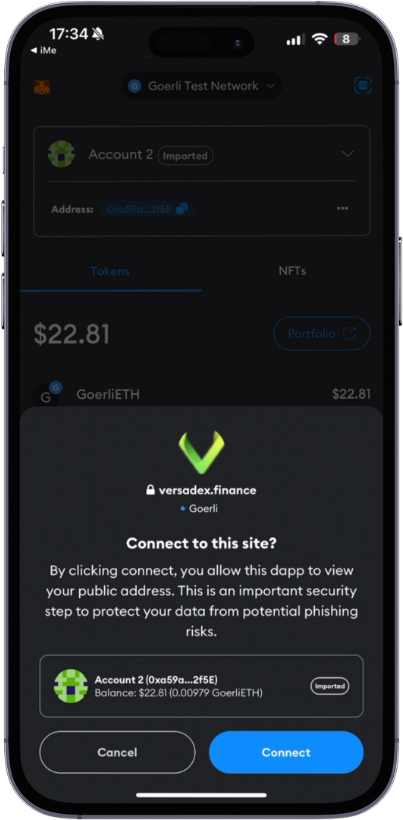 17:34
8
◀ iMe
G Goerli Test Network
Account 2 Imported
Address: 0xa59a...2f5E
Tokens NFTs
$22.81 Portfolio
G G GoerliETH $22.81
versadex.finance
Goerli
Connect to this site?
By clicking connect, you allow this dapp to view
your public address. This is an important security
step to protect your data from potential phishing
risks.
Account 2 (0xa59a...2f5E)
Balance: $22.81 (0.00979 GoerliETH)
Imported
Cancel Connect